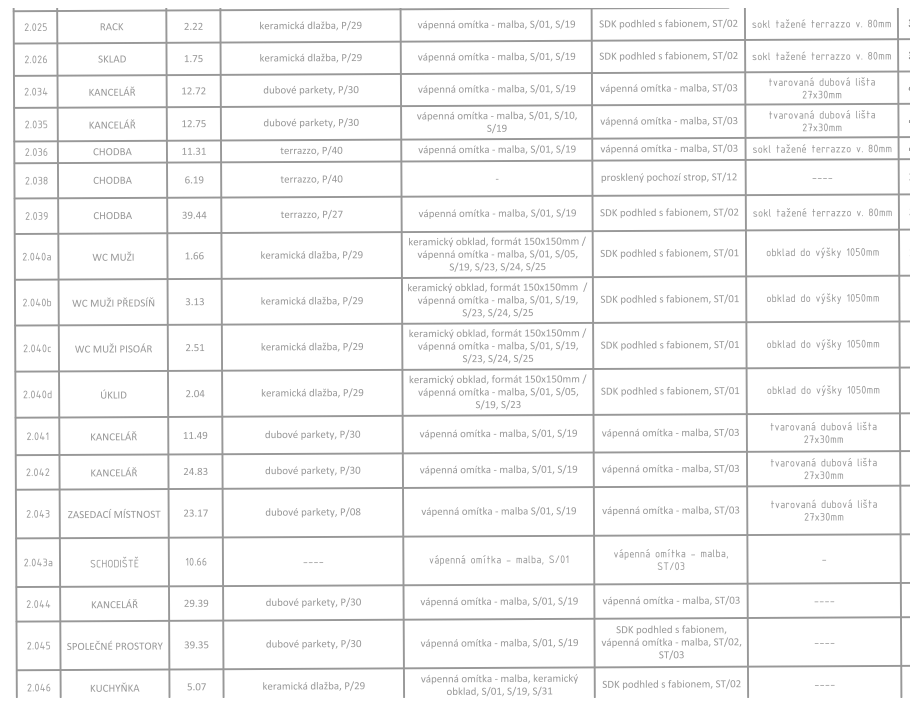 2.025 RACK 2.22 keramická dlažba, P/29 vápenná omítka - malba, S/01, S/19 SDK podhled s fabionem, ST/02 sokl tažené terrazzo v. 80mm
2.026 SKLAD 1.75 keramická dlažba, P/29 vápenná omítka - malba, S/01, S/19 SDK podhled s fabionem, ST/02 sokl tažené terrazzo v. 80mm
2.034 KANCELÁŘ 12.72 dubové parkety, P/30 vápenná omítka - malba, S/01, S/19 vápenná omítka - malba, ST/03 tvarovaná dubová lišta
27x30mm
2.035 KANCELÁŘ 12.75 dubové parkety, P/30 vápenná omítka - malba, S/01, S/10, vápenná omítka - malba, ST/03 tvarovaná dubová lišta
S/19 27x30mm
2.036 CHODBA 11.31 terrazzo, P/40 vápenná omítka - malba, S/01, S/19 vápenná omítka - malba, ST/03 sokl tažené terrazzo v. 80mm
2.038 CHODBA 6.19 terrazzo, P/40 - prosklený pochozí strop, ST/12 ----
2.039 CHODBA 39.44 terrazzo, P/27 vápenná omítka - malba, S/01, S/19 SDK podhled s fabionem, ST/02 sokl tažené terrazzo v. 80mm
keramický obklad, formát 150x150mm /
2.040a WC MUŽI 1.66 keramická dlažba, P/29 vápenná omítka - malba, S/01, S/05, SDK podhled s fabionem, ST/01 obklad do výšky 1050mm
S/19, S/23, S/24, S/25
keramický obklad, formát 150x150mm /
2.040b WC MUŽI PŘEDSÍŇ 3.13 keramická dlažba, P/29 vápenná omítka - malba, S/01, S/19, SDK podhled s fabionem, ST/01 obklad do výšky 1050mm
S/23, S/24, S/25
keramický obklad, formát 150x150mm /
2.040c WC MUŽI PISOÁR 2.51 keramická dlažba, P/29 vápenná omítka - malba, S/01, S/19, SDK podhled s fabionem, ST/01 obklad do výšky 1050mm
S/23, S/24, S/25
keramický obklad, formát 150x150mm /
2.040d ÚKLID 2.04 keramická dlažba, P/29 vápenná omítka - malba, S/01, S/05, SDK podhled s fabionem, ST/01 obklad do výšky 1050mm
S/19, S/23
2.041 KANCELÁŘ 11.49 dubové parkety, P/30 vápenná omítka - malba, S/01, S/19 vápenná omítka - malba, ST/03 tvarovaná dubová lišta
27x30mm
2.042 KANCELÁŘ 24.83 dubové parkety, P/30 vápenná omítka - malba, S/01, S/19 vápenná omítka - malba, ST/03 tvarovaná dubová lišta
27x30mm
2.043 ZASEDACÍ MÍSTNOST 23.17 dubové parkety, P/08 vápenná omítka - malba S/01, S/19 vápenná omítka - malba, ST/03 tvarovaná dubová lišta
27x30mm
2.043a SCHODIŠTĚ 10.66 ---- vápenná omítka - malba, S/01 vápenná omítka - malba, -
ST/03
2.044 KANCELÁŘ 29.39 dubové parkety, P/30 vápenná omítka - malba, S/01, S/19 vápenná omítka - malba, ST/03 ----
SDK podhled s fabionem,
2.045 SPOLEČNÉ PROSTORY 39.35 dubové parkety, P/30 vápenná omítka - malba, S/01, S/19 vápenná omítka - malba, ST/02, ----
ST/03
2.046 KUCHYŇKA 5.07 keramická dlažba, P/29 vápenná omítka - malba, keramický SDK podhled s fabionem, ST/02 ----
obklad, S/01, S/19, S/31